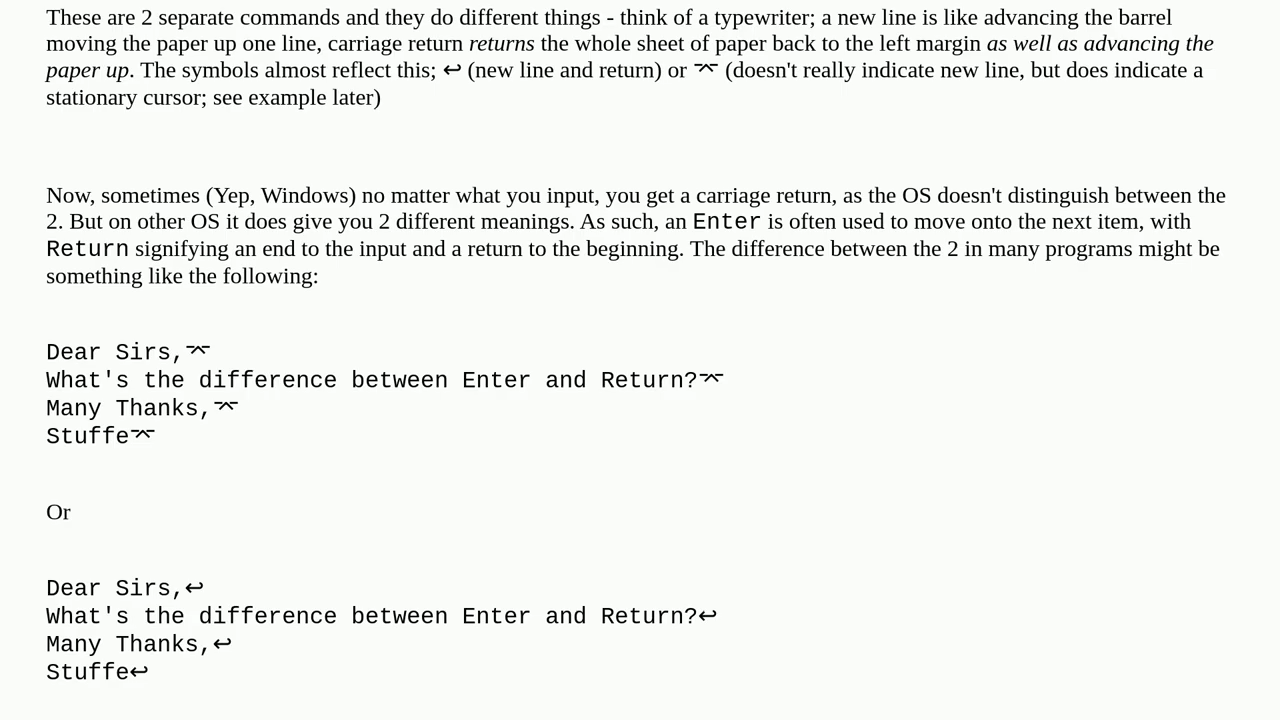 These are 2 separate commands and they do different things - think of a typewriter; a new line is like advancing the barrel
moving the paper up one line, carriage return returns the whole sheet of paper back to the left margin as well as advancing the
paper up. The symbols almost reflect this; ↩ (new line and return) or ⌤ (doesn't really indicate new line, but does indicate a
stationary cursor; see example later)
Now, sometimes (Yep, Windows) no matter what you input, you get a carriage return, as the OS doesn't distinguish between the
2. But on other OS it does give you 2 different meanings. As such, an Enter is often used to move onto the next item, with
Return signifying an end to the input and a return to the beginning. The difference between the 2 in many programs might be
something like the following:
Dear Sirs,⌤
What's the difference between Enter and Return?⌤
Many Thanks,⌤
Stuffe⌤
Or
Dear Sirs,↩
What's the difference between Enter and Return?↩
Many Thanks,↩
Stuffe↩